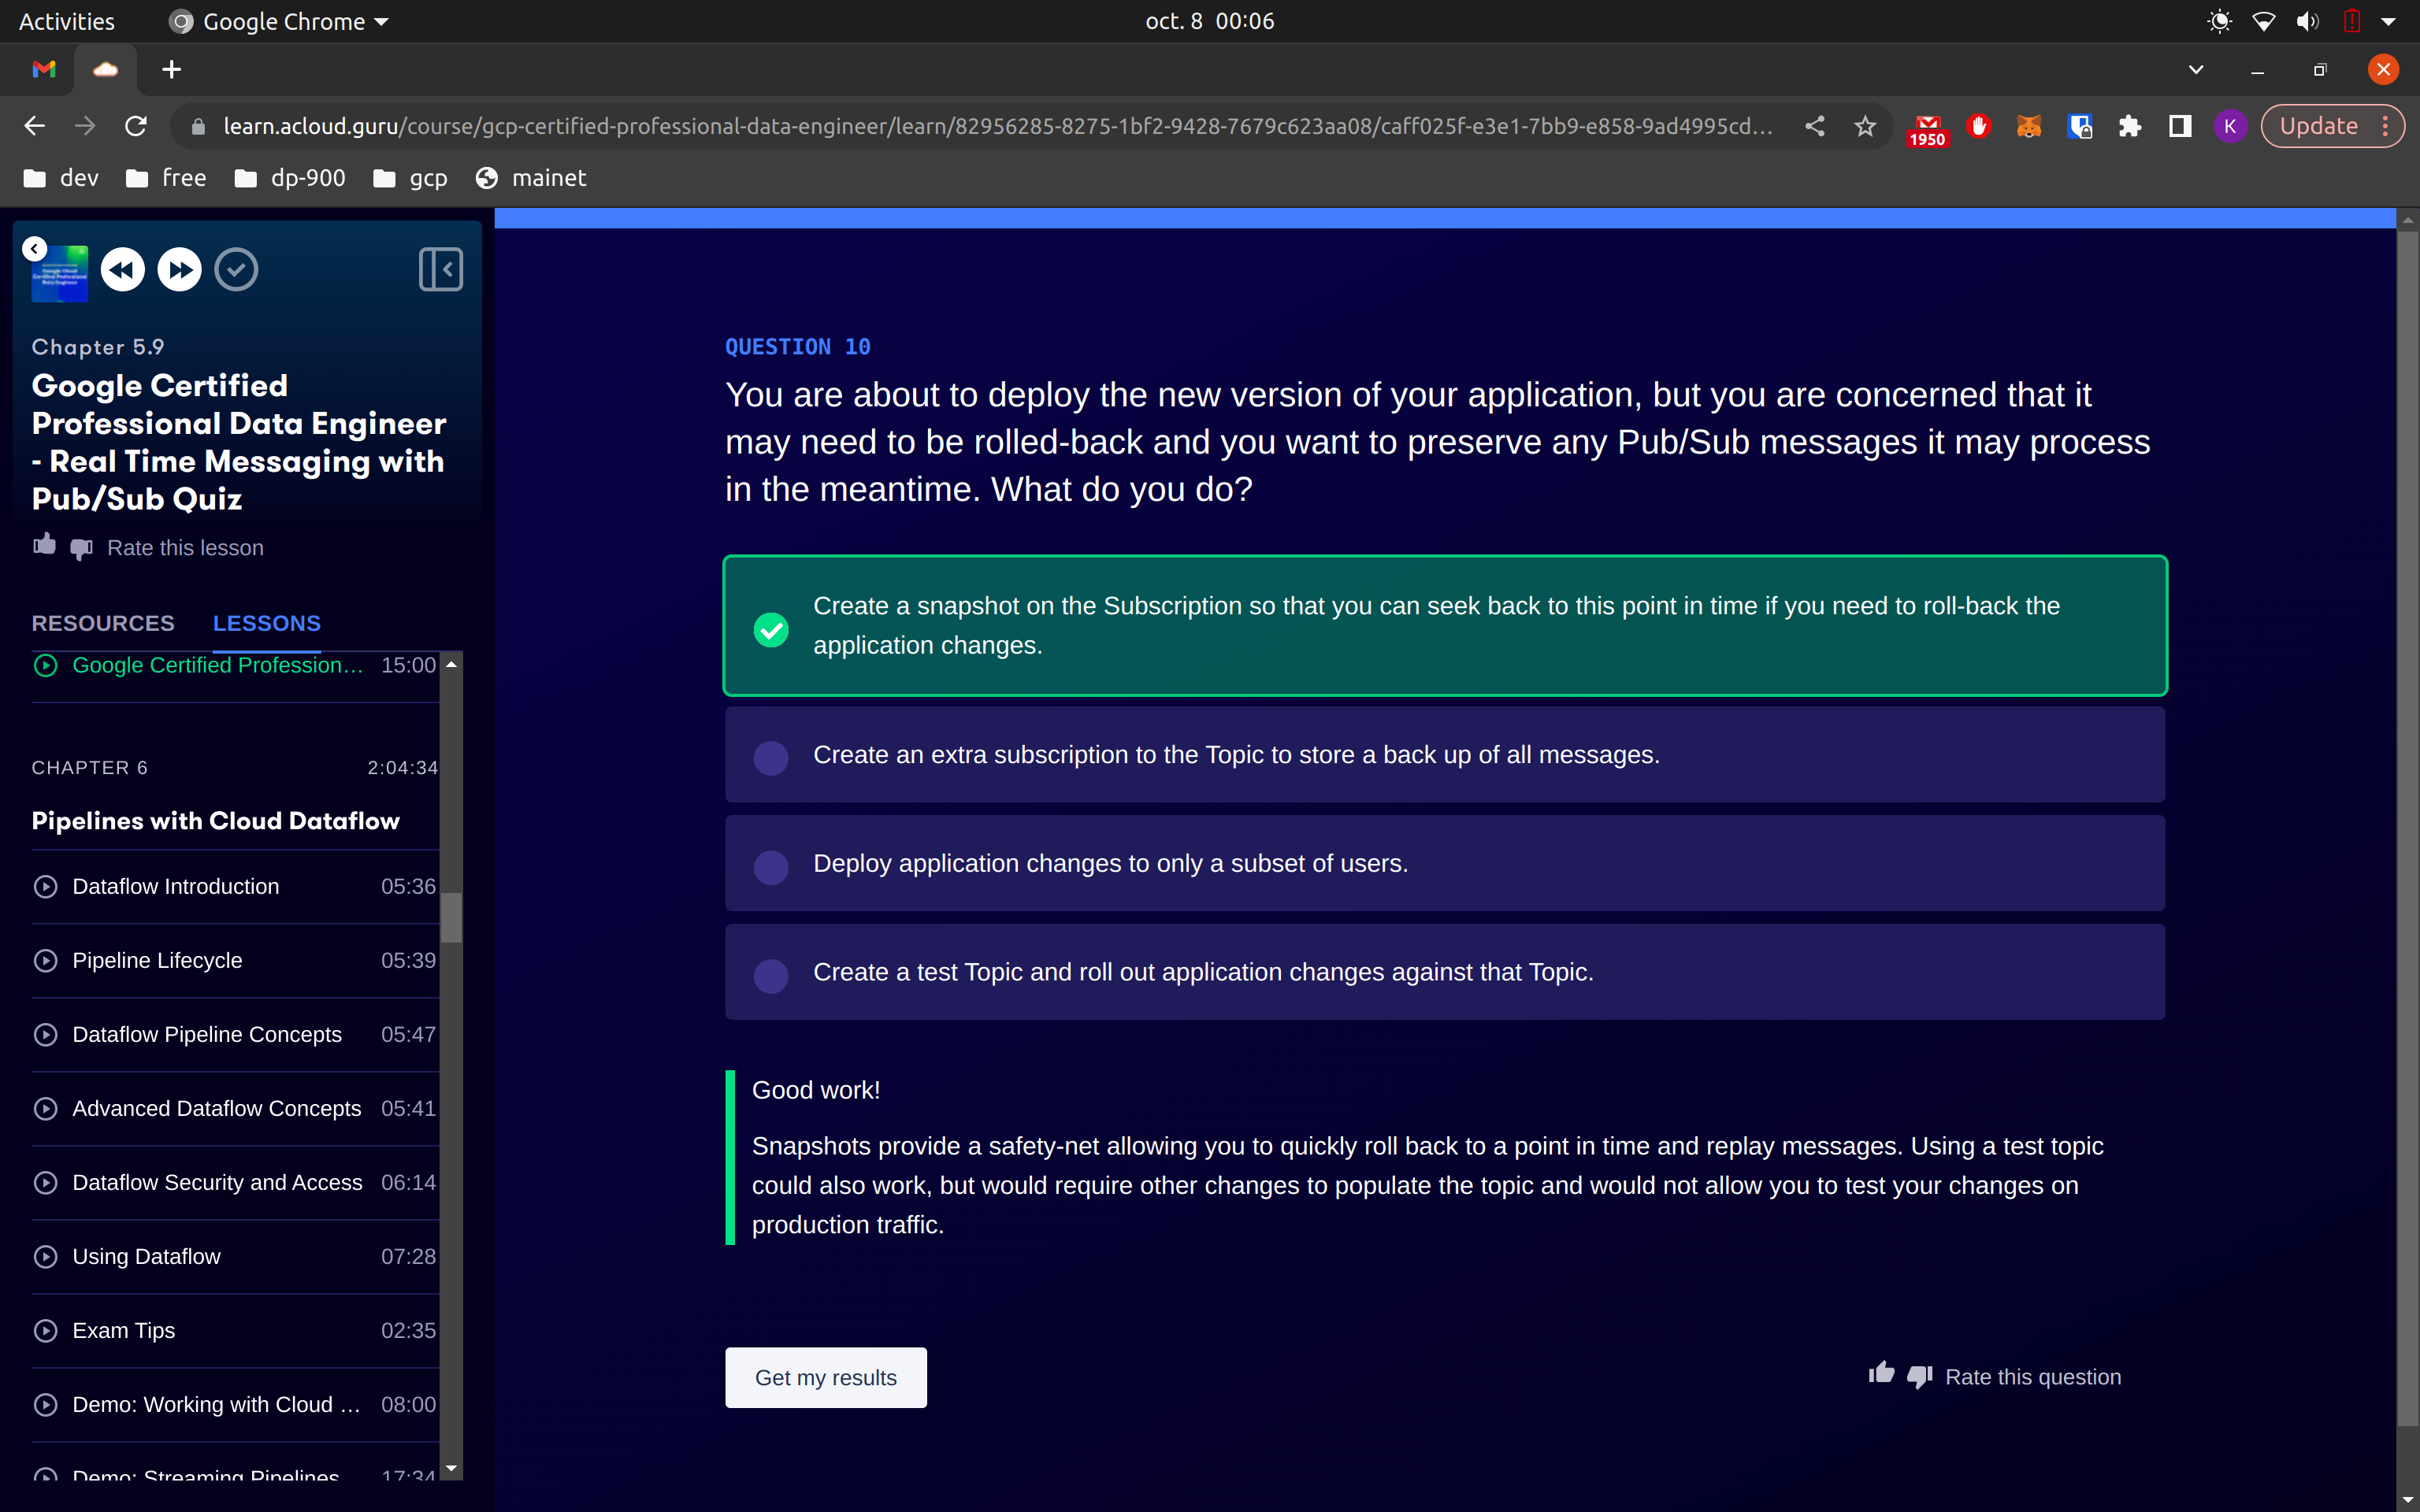 Activities
Google Chrome
oct. 8 00:06
learn.acloud.guru/course/gcp-certified-professional-data-engineer/learn/82956285-8275-1bf2-9428-7679c623aa08/caff025f-e3e1-7bb9-e858-9ad4995cd...
1950
K
Update
dev
free
dp-900
gcp
mainet
Google Cloud
Certified Professional
Data Engineer
Chapter 5.9
Google Certified
Professional Data Engineer
- Real Time Messaging with
Pub/Sub Quiz
Rate this lesson
RESOURCES LESSONS
Google Certified Profession... 15:00
CHAPTER 6 2:04:34
Pipelines with Cloud Dataflow
Dataflow Introduction 05:36
Pipeline Lifecycle 05:39
Dataflow Pipeline Concepts 05:47
Advanced Dataflow Concepts 05:41
Dataflow Security and Access 06:14
Using Dataflow 07:28
Exam Tips 02:35
Demo: Working with Cloud ... 08:00
Demo: Streaming Pipelines 17:34
QUESTION 10
You are about to deploy the new version of your application, but you are concerned that it
may need to be rolled-back and you want to preserve any Pub/Sub messages it may process
in the meantime. What do you do?
Create a snapshot on the Subscription so that you can seek back to this point in time if you need to roll-back the
application changes.
Create an extra subscription to the Topic to store a back up of all messages.
Deploy application changes to only a subset of users.
Create a test Topic and roll out application changes against that Topic.
Good work!
Snapshots provide a safety-net allowing you to quickly roll back to a point in time and replay messages. Using a test topic
could also work, but would require other changes to populate the topic and would not allow you to test your changes on
production traffic.
Get my results
Rate this question